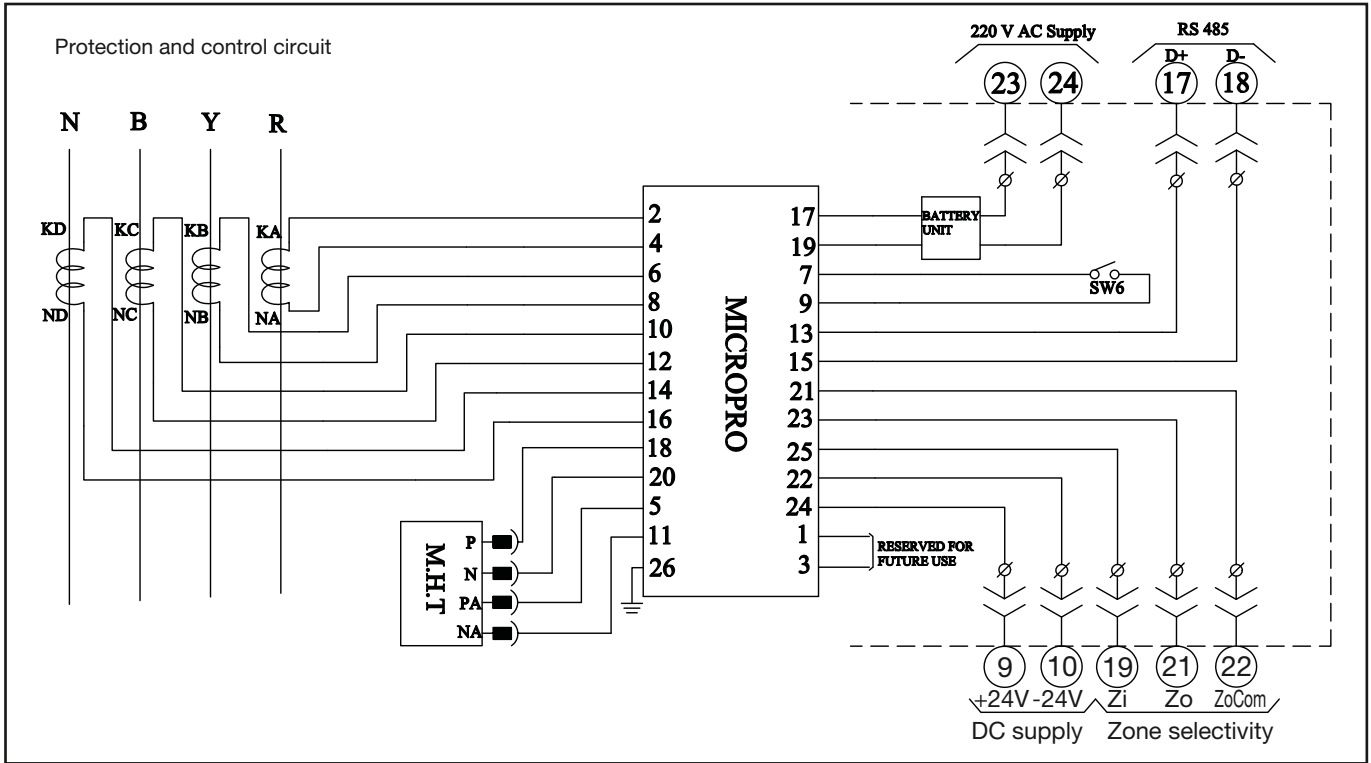 220 V AC Supply
RS 485
D+ D-
23 24 17 18
Protection and control circuit
N B Y R
KD KC KB KA
ND NC NB NA
2
4
6
8
10
12
14
16
18
20
5
11
26
MICROPRO
17
19
7
9
13
15
21
23
25
22
24
1
3
BATTERY
UNIT
SW6
RESERVED FOR
FUTURE USE
M.H.T
P
N
PA
NA
9 10 19 21 22
+24V -24V Zi Zo ZoCom
DC supply Zone selectivity